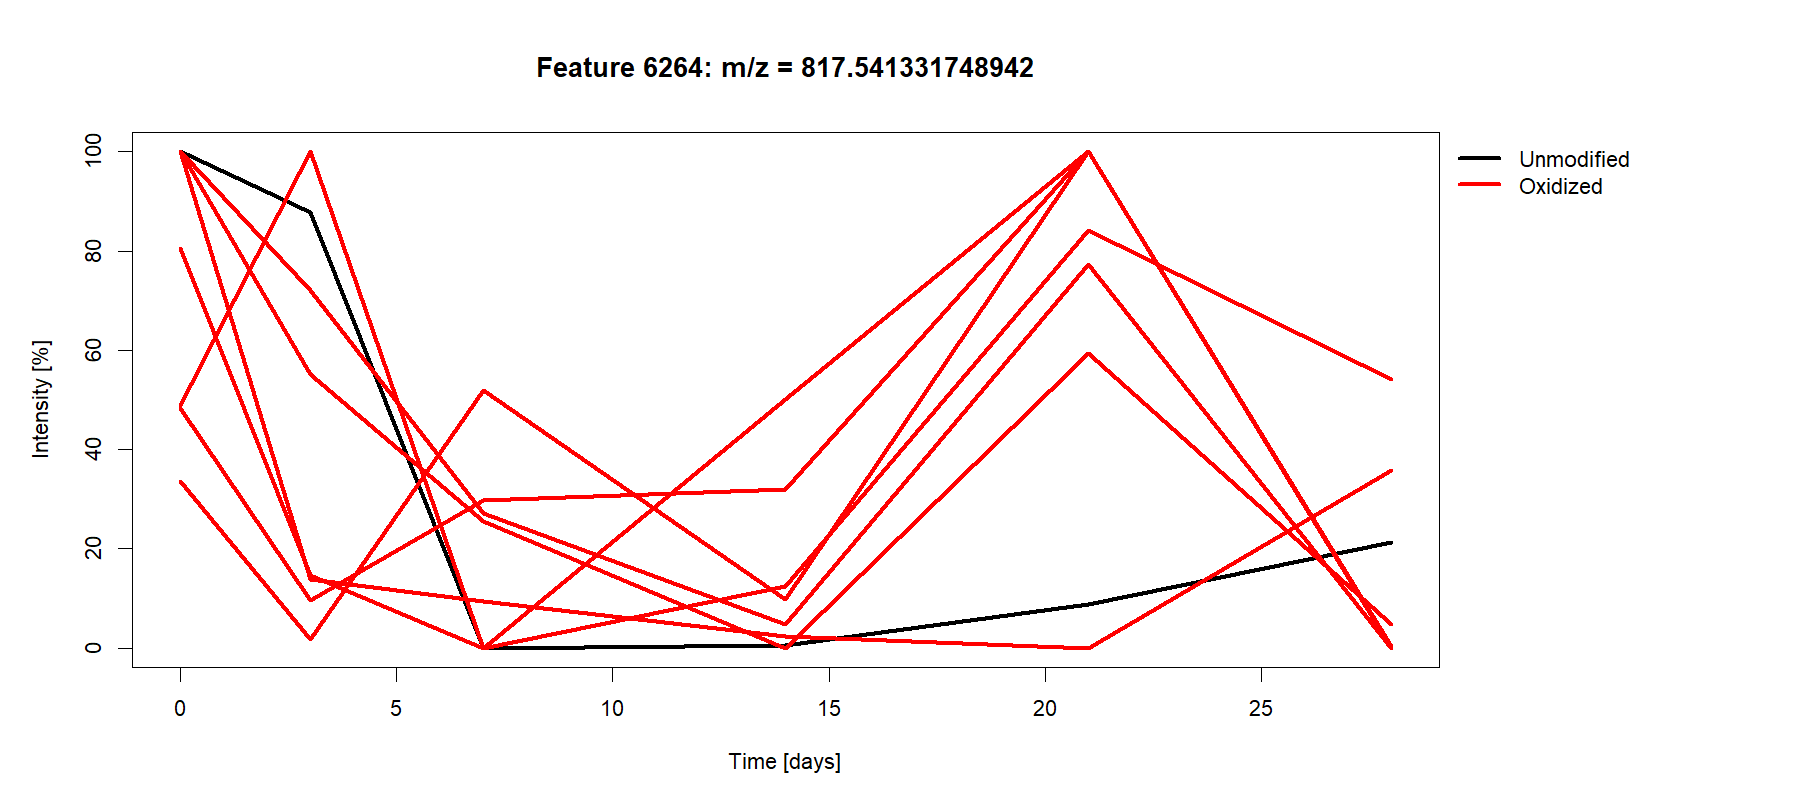 Feature 6264: m/z = 817.541331748942
Unmodified
Oxidized
Intensity [%]
100
80
60
40
20
0
0 5 10 15 20 25
Time [days]